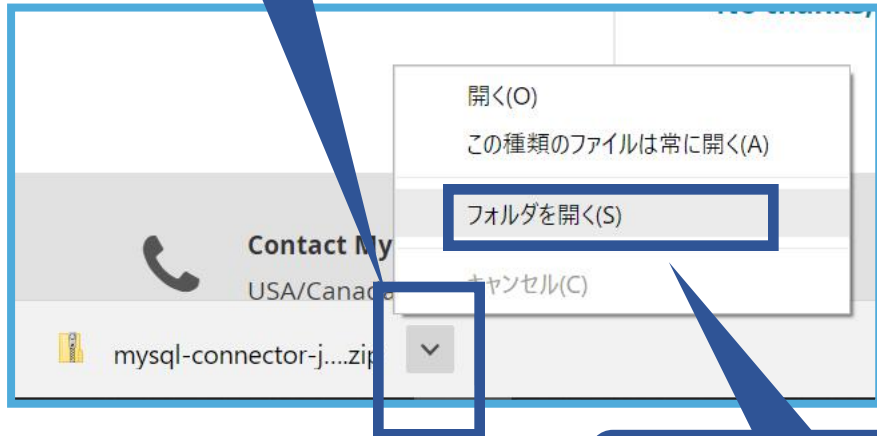 開く(O)
この種類のファイルは常に開く(A)
フォルダを開く(S)
キャンセル(C)
Contact My
USA/Canada
mysql-connector-j....zip